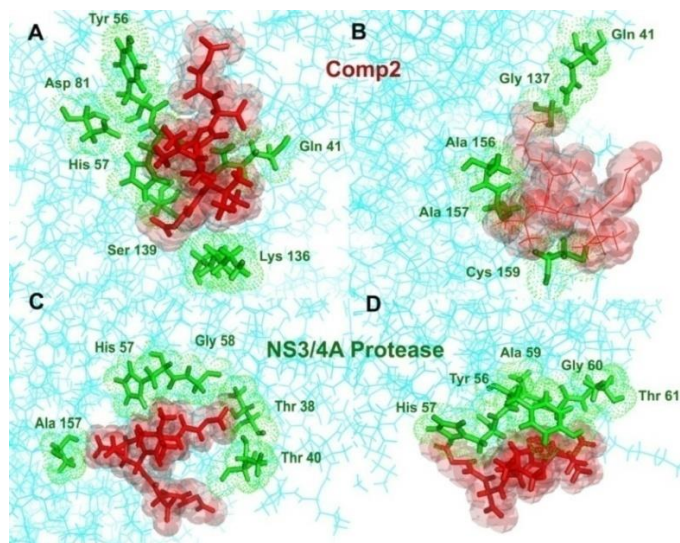 A
Tyr 56
Comp2
Asp 81
His 57
Gln 41
Ser 139
Lys 136
B
Gln 41
Gly 137
Ala 156
Ala 157
Cys 159
C
NS3/4A Protease
His 57
Gly 58
Ala 157
Thr 38
Thr 40
D
Ala 59
Tyr 56
Gly 60
His 57
Thr 61